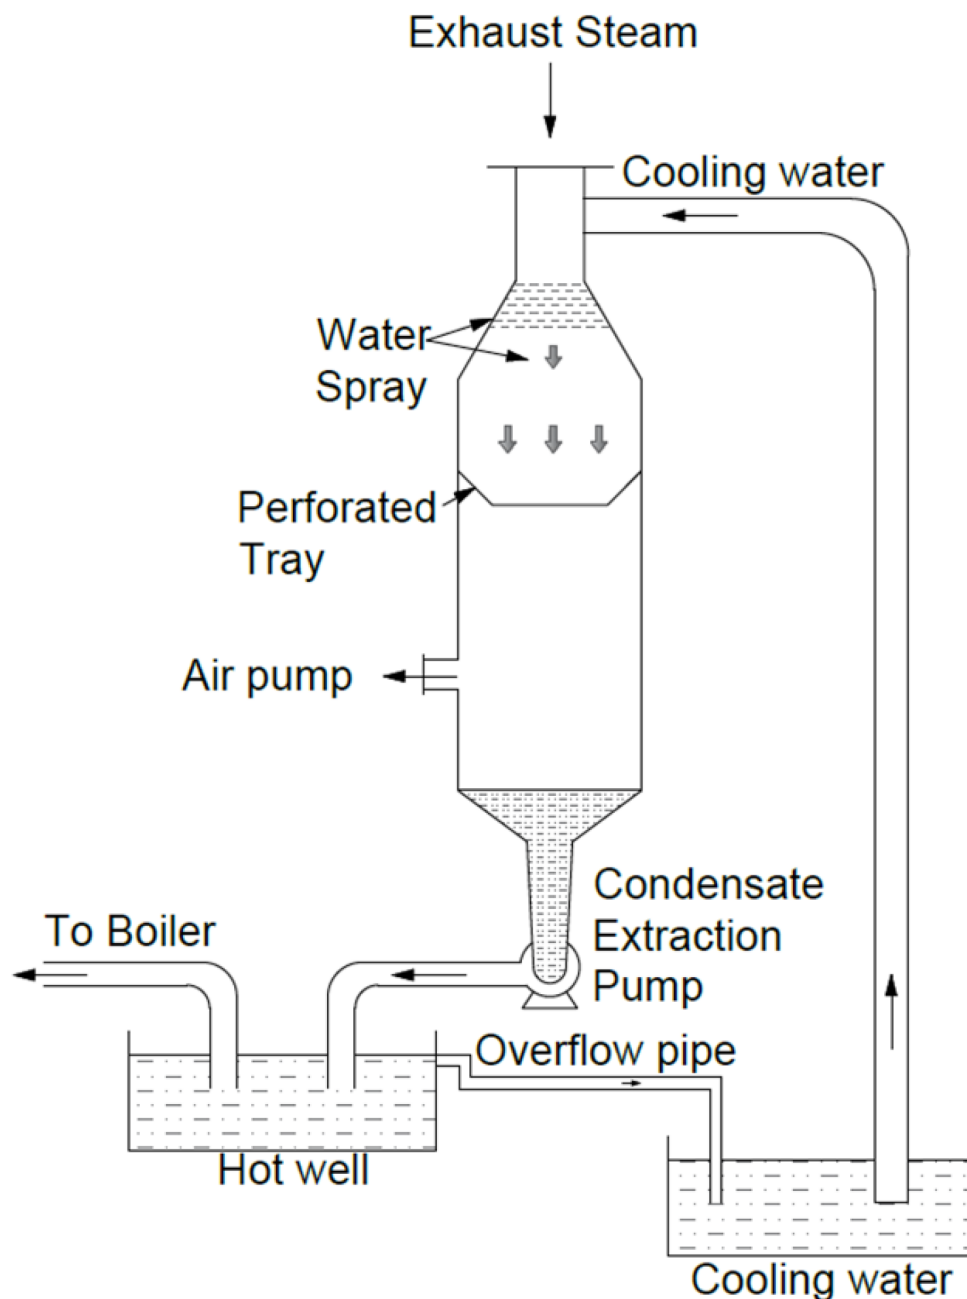 Exhaust Steam
Cooling water
Water
Spray
Perforated
Tray
Air pump
Condensate
Extraction
Pump
To Boiler
Overflow pipe
Hot well
Cooling water